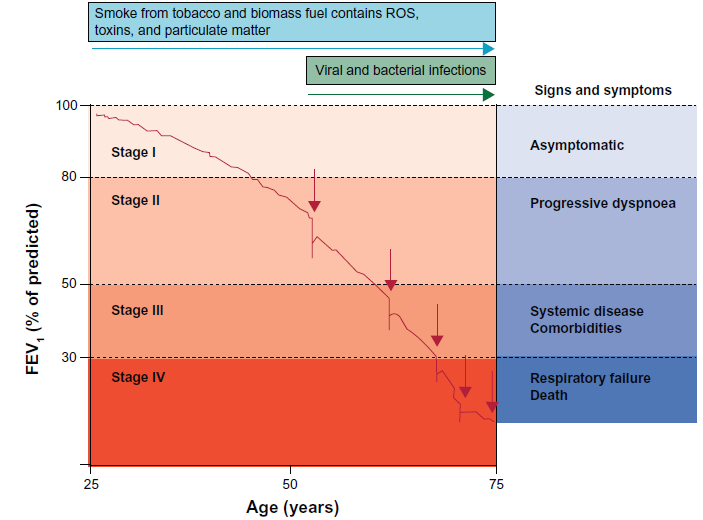 Smoke from tobacco and biomass fuel contains ROS,
toxins, and particulate matter
Viral and bacterial infections
Signs and symptoms
100
Stage I
Asymptomatic
80
Stage II
Progressive dyspnoea
50
Stage III
Systemic disease
Comorbidities
30
Stage IV
Respiratory failure
Death
FEV1 (% of predicted)
25
50
75
Age (years)